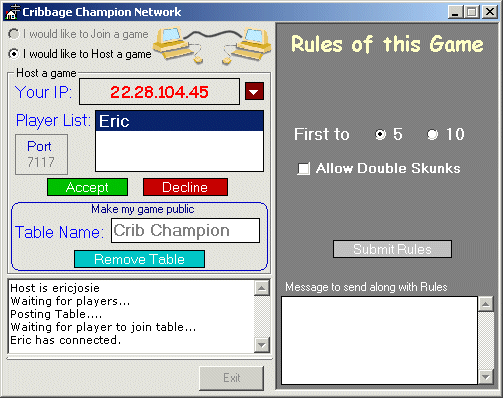 Cribbage Champion Network
I would like to Join a game
I would like to Host a game
Host a game
Your IP: 22.28.104.45
Player List: Eric
Port
7117
Accept Decline
Make my game public
Table Name: Crib Champion
Remove Table
Host is ericjosie
Waiting for players...
Posting Table....
Waiting for player to join table...
Eric has connected.
Exit
Rules of this Game
First to 5 10
Allow Double Skunks
Submit Rules
Message to send along with Rules